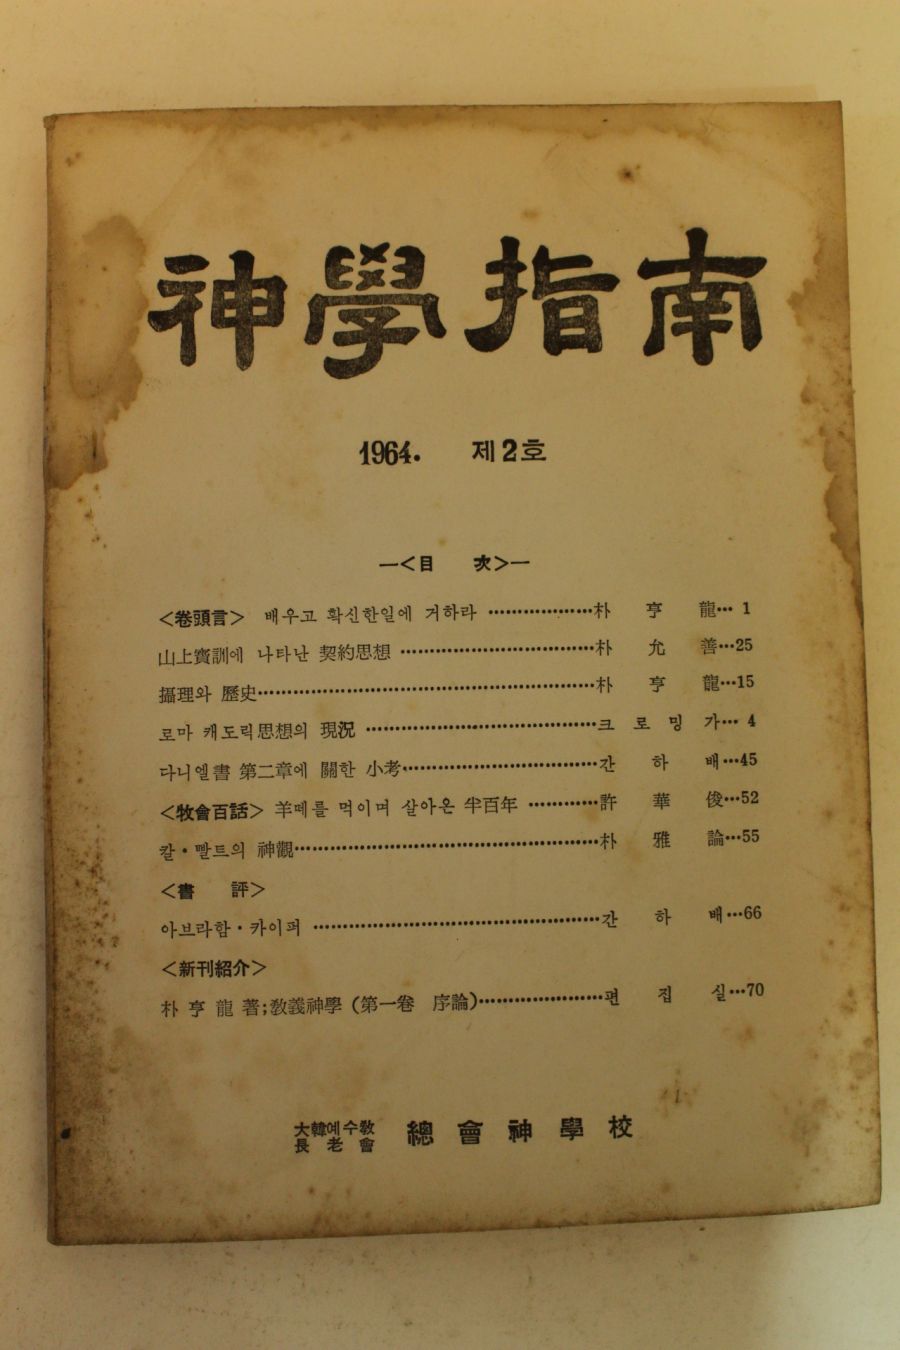 神學指南
1964. 제2호
—<目 次>—
<卷頭言> 배우고 확신한일에 거하라 ………………朴 亨 龍… 1
山上寶訓에 나타난 契約思想 ……………………………朴 允 善…25
攝理와 歷史…………………………………………………朴 亨 龍…15
로마 캐도릭思想의 現況 …………………………………크 로 밍 가… 4
다니엘書 第二章에 關한 小考……………………………간 하 배…45
<牧會百話> 羊떼를 먹이며 살아온 半百年 …………許 華 俊…52
칼·빨트의 神觀……………………………………………朴 雅 論…55
<書 評>
아브라함·카이퍼 …………………………………………간 하 배…66
<新刊紹介>
朴 亨 龍 著;敎義神學 (第一卷 序論)…………………편 집 실…70
大韓예수敎
長 老 會 總 會 神 學 校